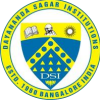 DAYANANDA SAGAR INSTITUTIONS
DSI
ESTD. 1960 BANGALORE, INDIA